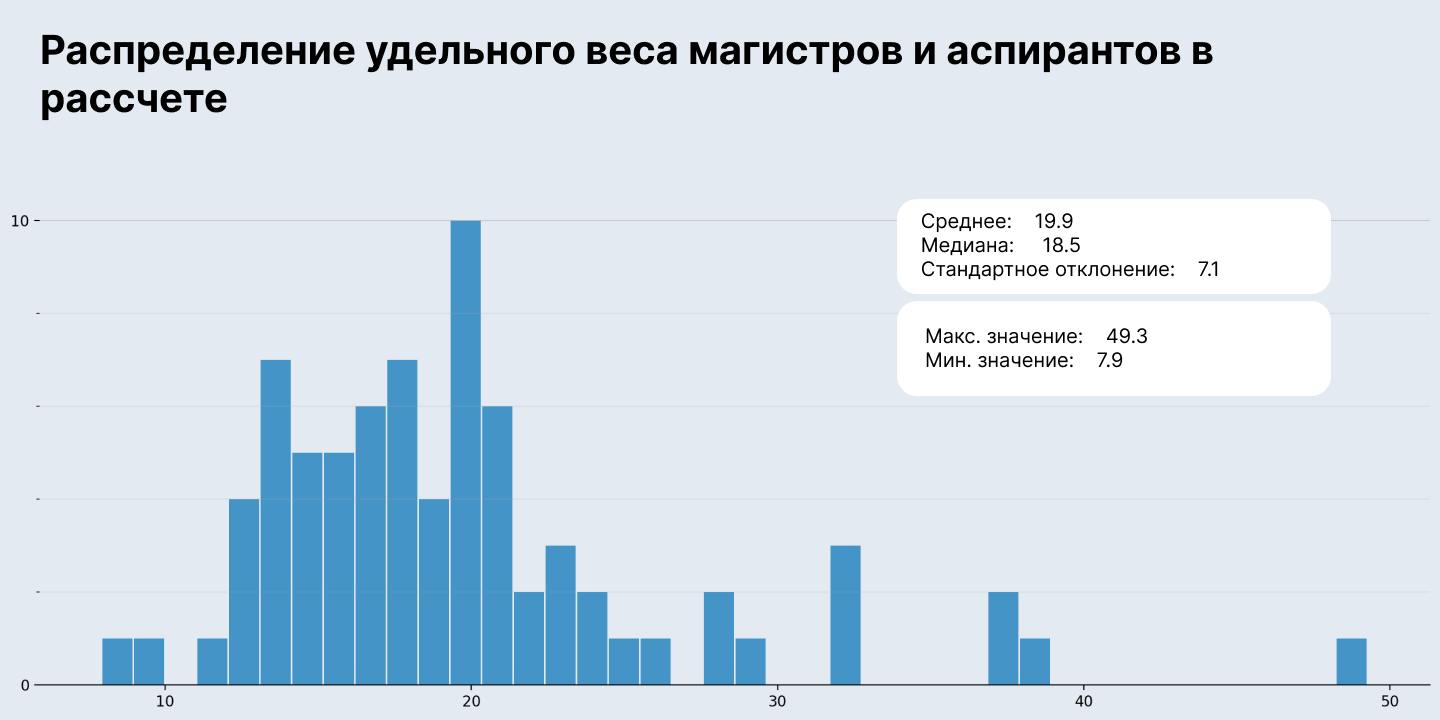 Распределение удельного веса магистров и аспирантов в
рассчете
10
Среднее: 19.9
Медиана: 18.5
Стандартное отклонение: 7.1
Макс. значение: 49.3
Мин. значение: 7.9
0
10 20 30 40 50